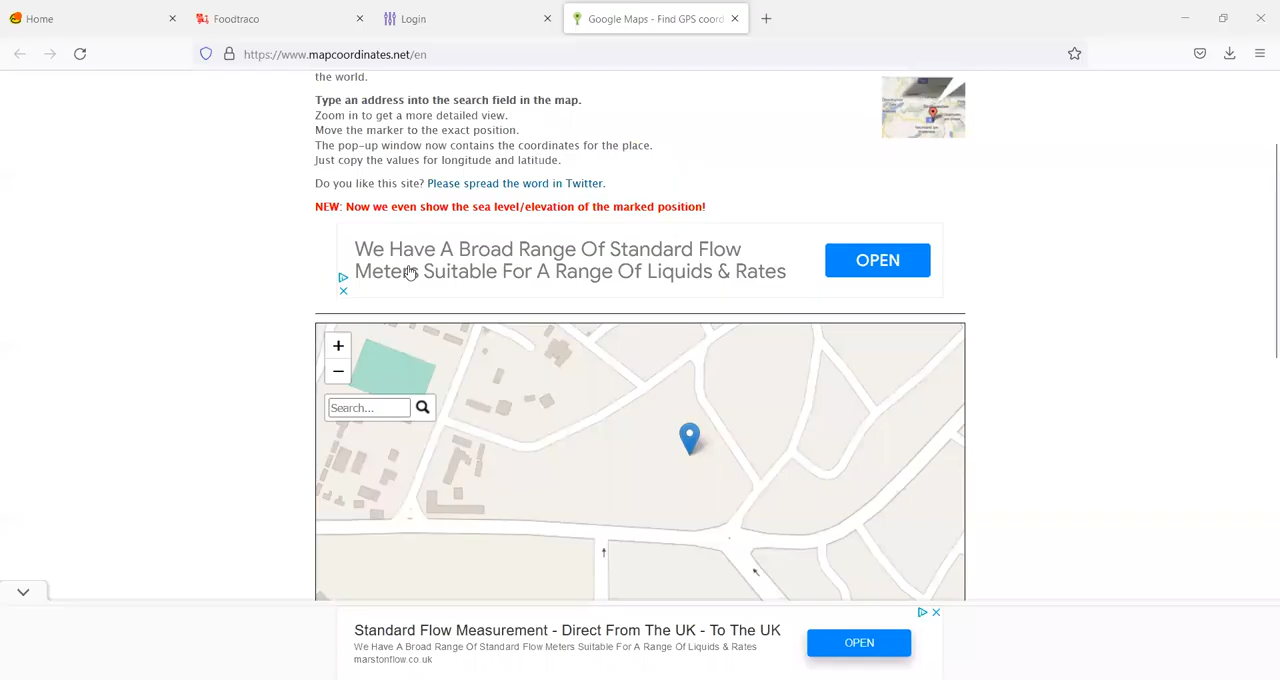 Home
Foodtraco
Login
Google Maps - Find GPS coord
https://www.mapcoordinates.net/en
the world.
Type an address into the search field in the map.
Zoom in to get a more detailed view.
Move the marker to the exact position.
The pop-up window now contains the coordinates for the place.
Just copy the values for longitude and latitude.
Do you like this site? Please spread the word in Twitter.
NEW: Now we even show the sea level/elevation of the marked position!
We Have A Broad Range Of Standard Flow
Meters Suitable For A Range Of Liquids & Rates
OPEN
+
−
Search...
Standard Flow Measurement - Direct From The UK - To The UK
We Have A Broad Range Of Standard Flow Meters Suitable For A Range Of Liquids & Rates
marstonflow.co.uk
OPEN